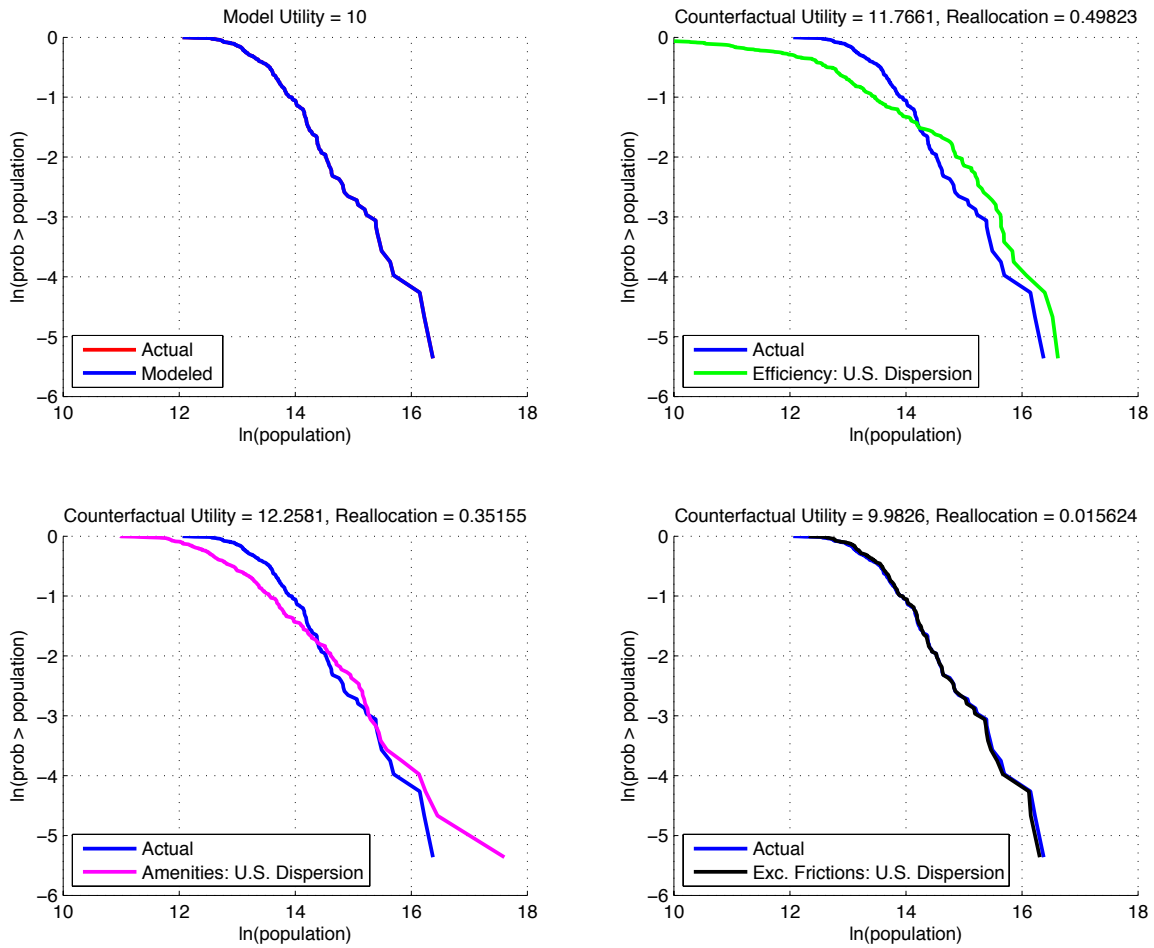 Model Utility = 10
0
−1
−2
−3
−4
−5
−6
ln(prob > population)
Actual
Modeled
10 12 14 16 18
ln(population)
Counterfactual Utility = 11.7661, Reallocation = 0.49823
0
−1
−2
−3
−4
−5
−6
ln(prob > population)
Actual
Efficiency: U.S. Dispersion
10 12 14 16 18
ln(population)
Counterfactual Utility = 12.2581, Reallocation = 0.35155
0
−1
−2
−3
−4
−5
−6
ln(prob > population)
Actual
Amenities: U.S. Dispersion
10 12 14 16 18
ln(population)
Counterfactual Utility = 9.9826, Reallocation = 0.015624
0
−1
−2
−3
−4
−5
−6
ln(prob > population)
Actual
Exc. Frictions: U.S. Dispersion
10 12 14 16 18
ln(population)